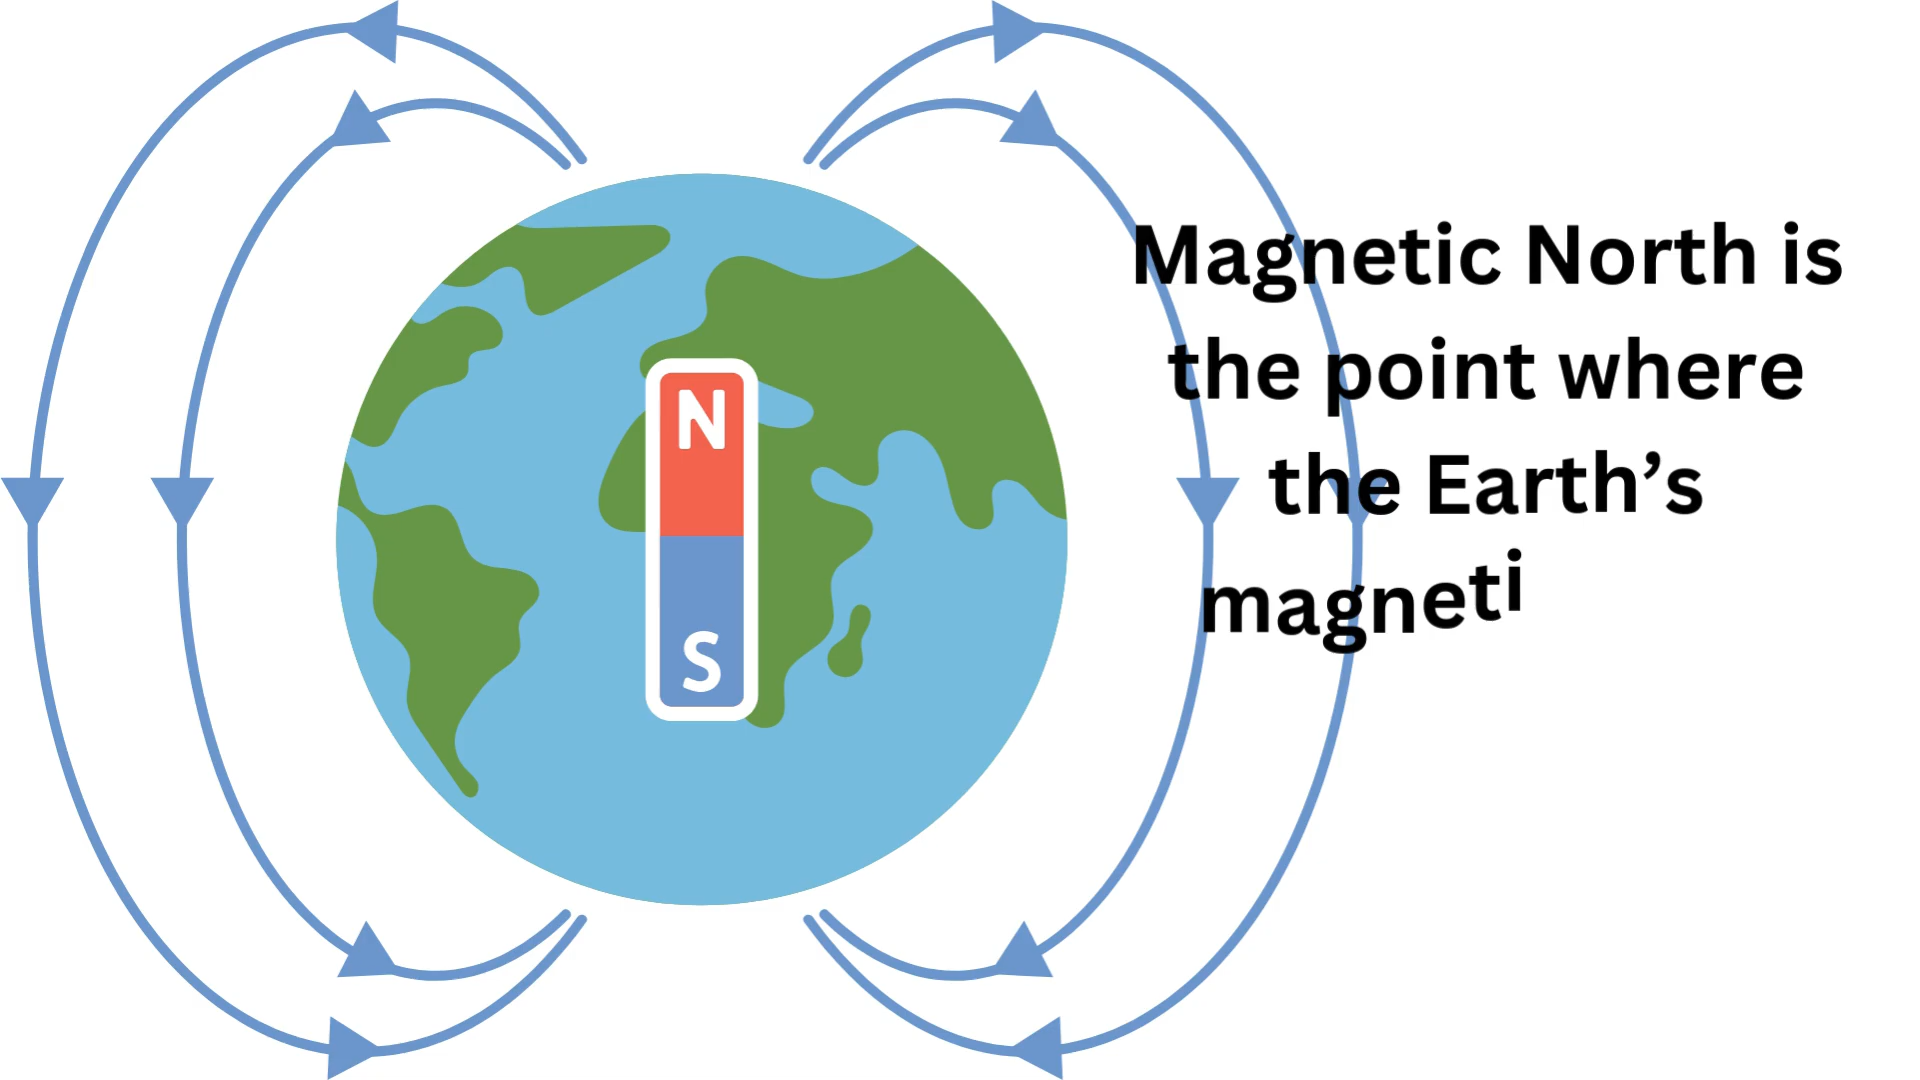 N
S
Magnetic North is
the point where
the Earth’s
magneti